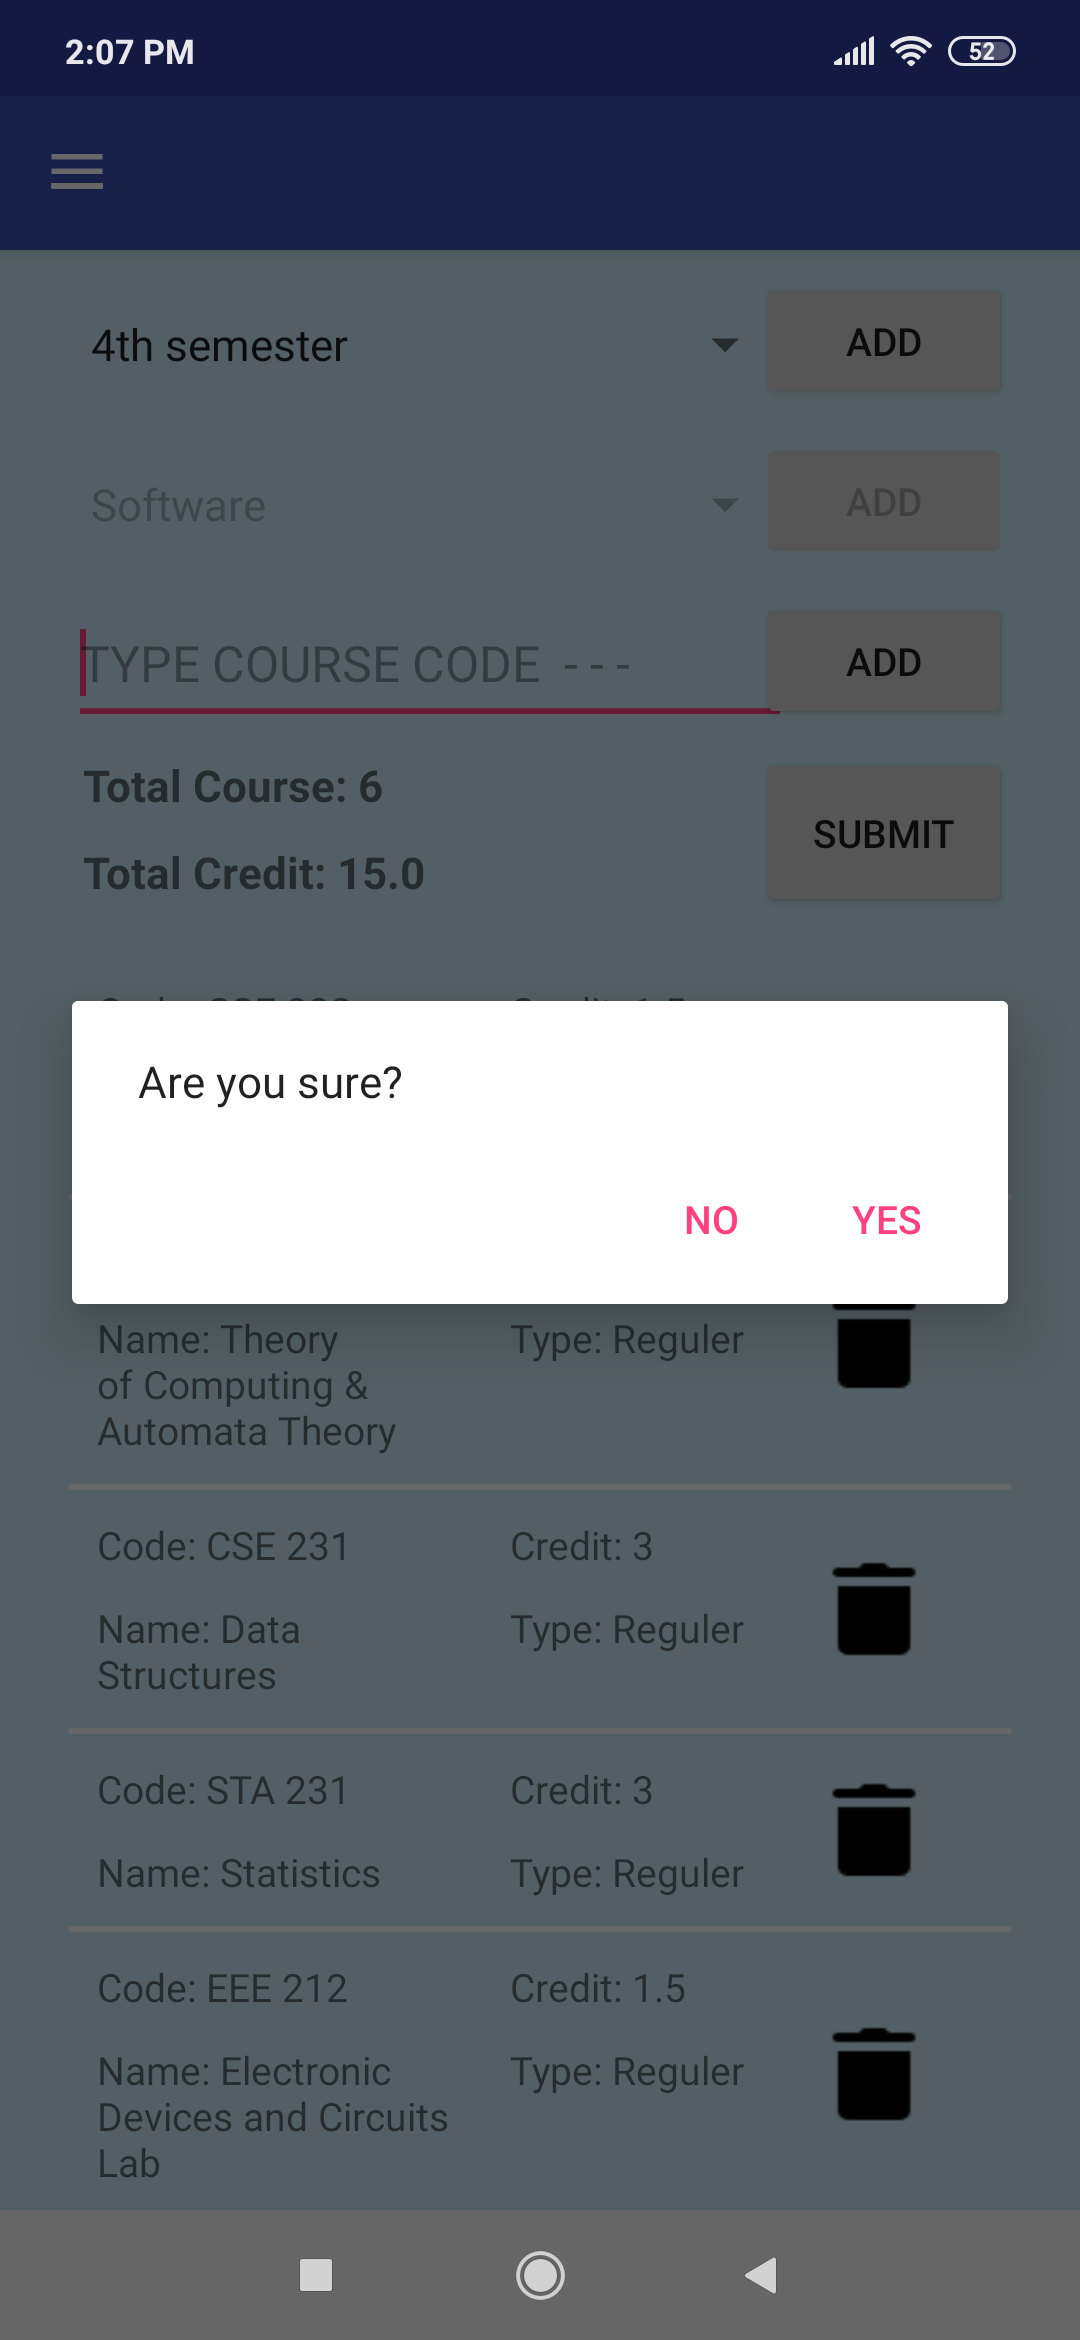 2:07 PM
52
4th semester
ADD
Software
ADD
TYPE COURSE CODE - - -
ADD
Total Course: 6
SUBMIT
Total Credit: 15.0
Are you sure?
NO YES
Name: Theory
of Computing &
Automata Theory
Type: Reguler
Code: CSE 231
Credit: 3
Name: Data
Structures
Type: Reguler
Code: STA 231
Credit: 3
Name: Statistics
Type: Reguler
Code: EEE 212
Credit: 1.5
Name: Electronic
Devices and Circuits
Lab
Type: Reguler